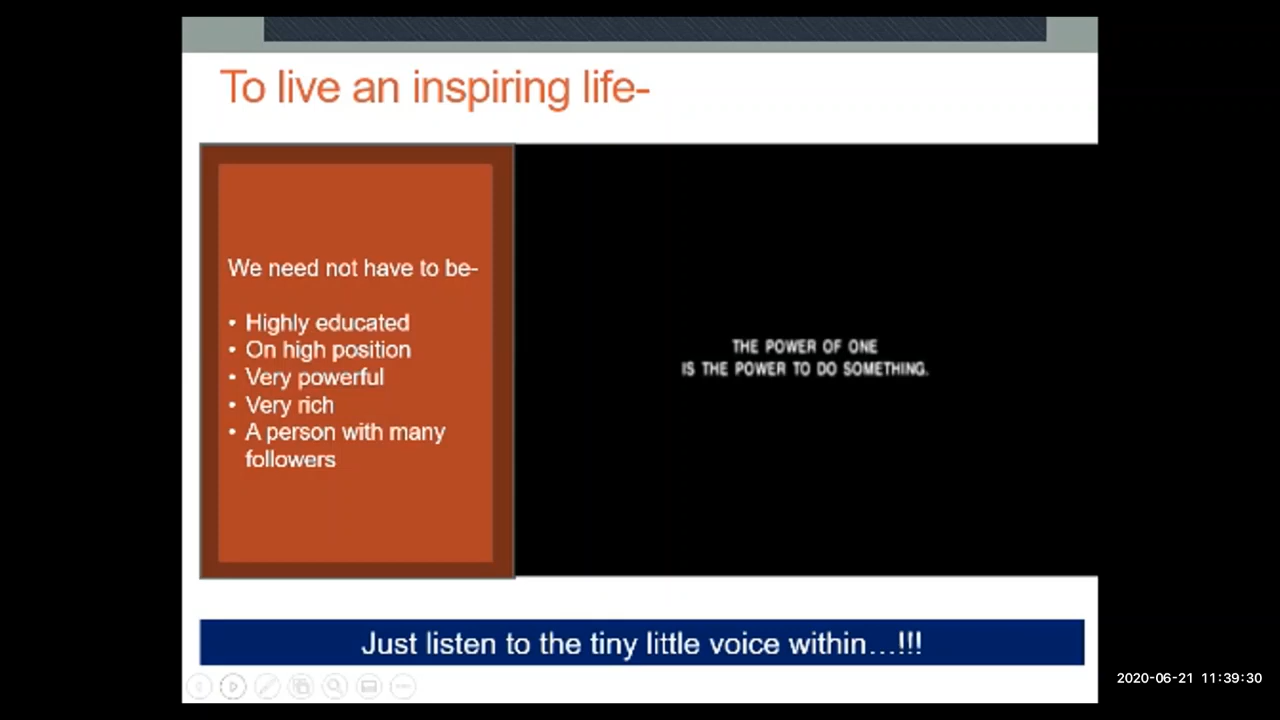 To live an inspiring life-
We need not have to be-
• Highly educated
• On high position
• Very powerful
• Very rich
• A person with many
followers
THE POWER OF ONE
IS THE POWER TO DO SOMETHING.
Just listen to the tiny little voice within...!!!
2020-06-21 11:39:30